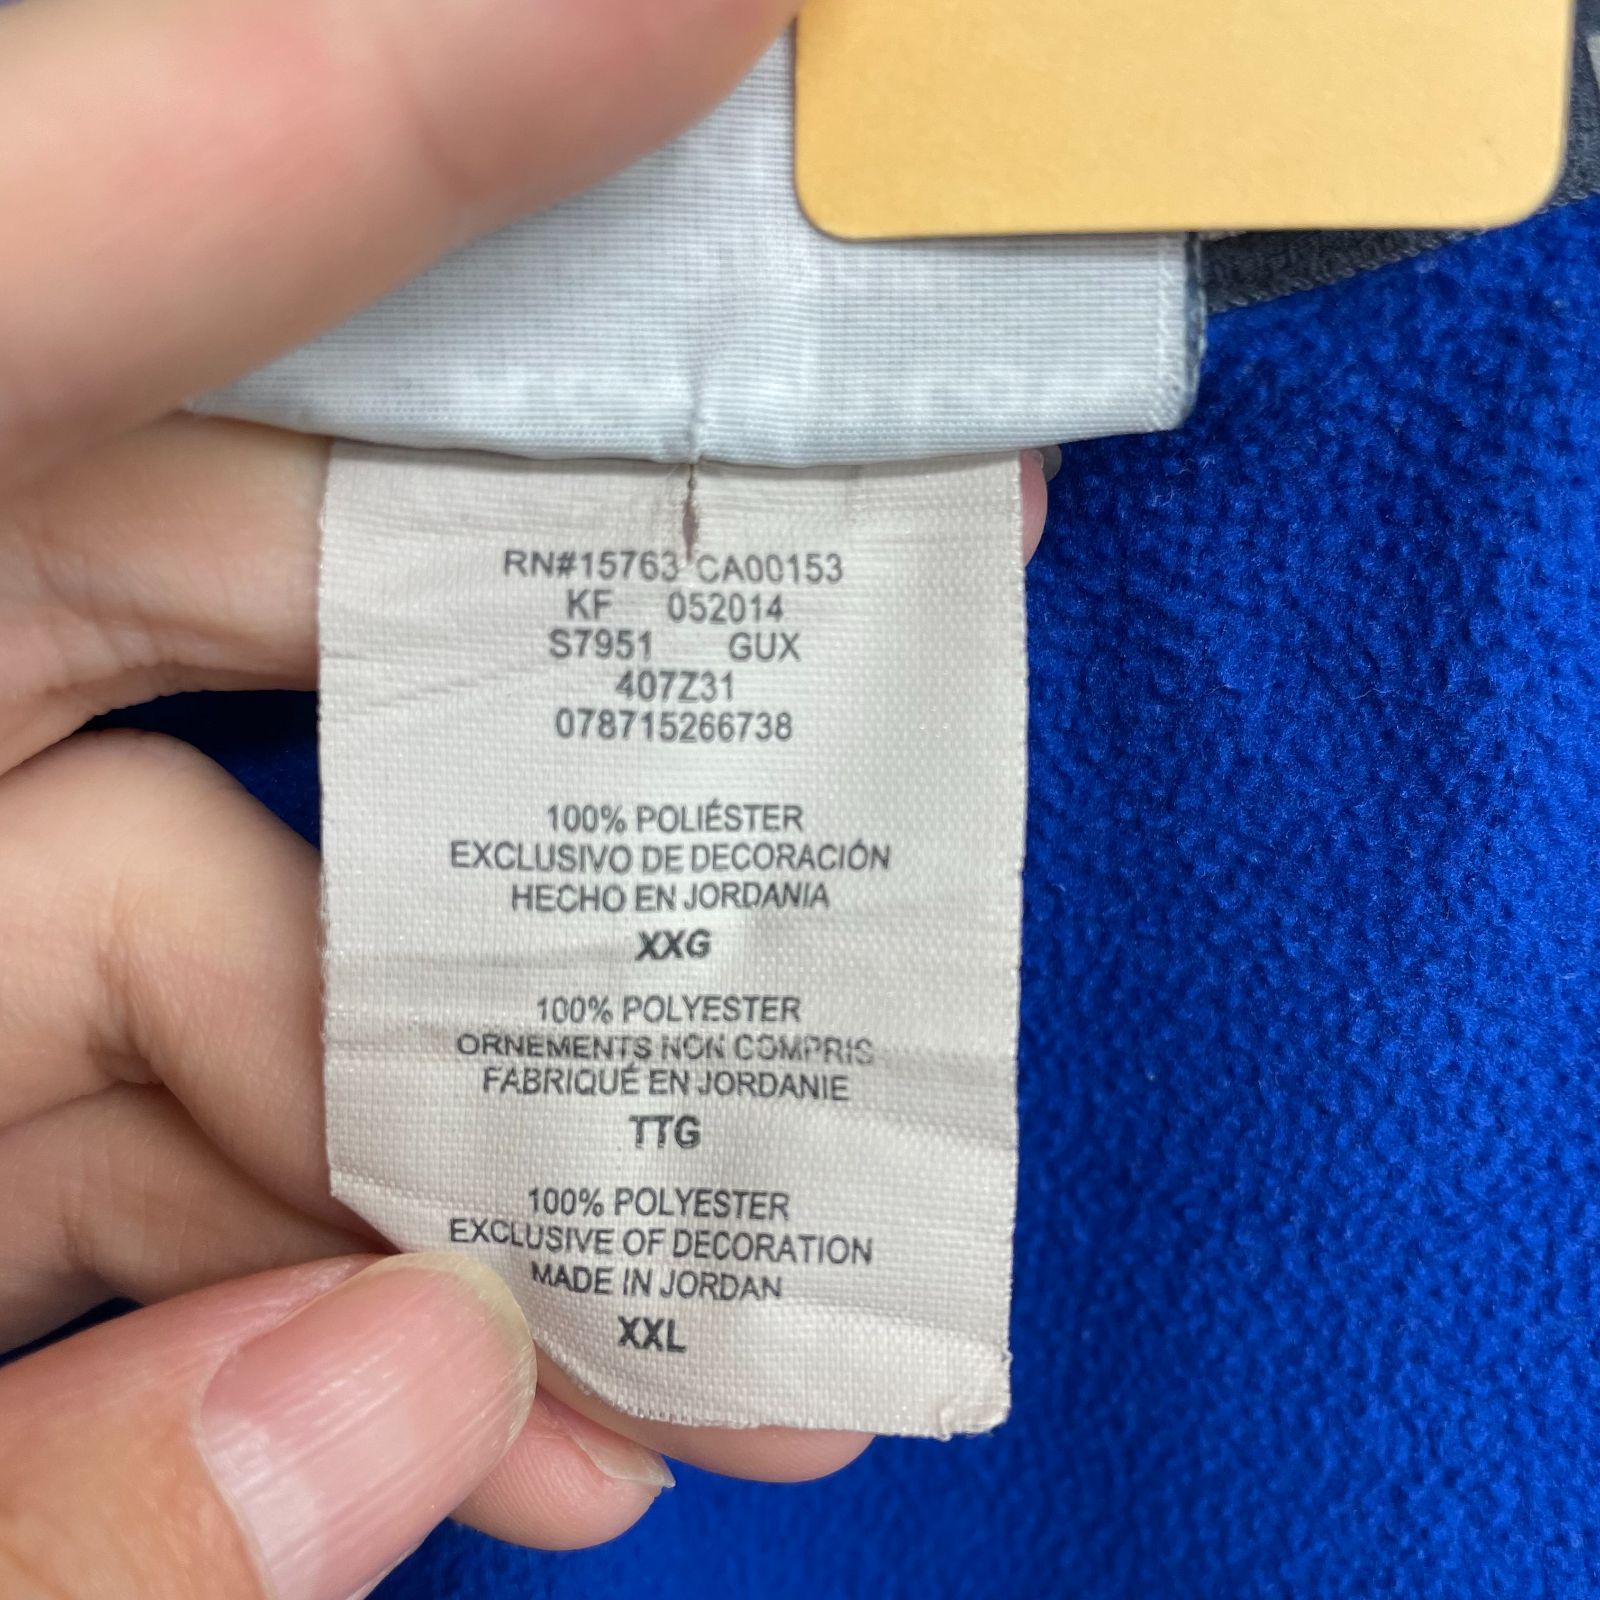 RN#15763 CA00153
KF 052014
S7951 GUX
407Z31
078715266738
100% POLIÉSTER
EXCLUSIVO DE DECORACIÓN
HECHO EN JORDANIA
XXG
100% POLYESTER
ORNEMENTS NON COMPRIS
FABRIQUÉ EN JORDANIE
TTG
100% POLYESTER
EXCLUSIVE OF DECORATION
MADE IN JORDAN
XXL